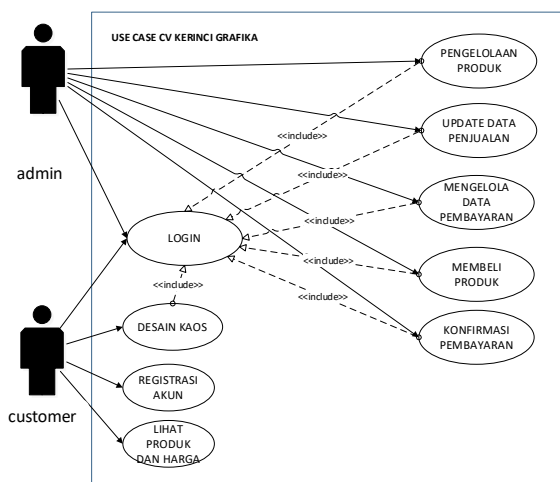 USE CASE CV KERINCI GRAFIKA
PENGELOLAAN
PRODUK
<<include>>
UPDATE DATA
PENJUALAN
admin
<<include>>
MENGELOLA
DATA
PEMBAYARAN
<<include>>
LOGIN
<<include>>
MEMBELI
PRODUK
<<include>>
<<include>>
DESAIN KAOS
KONFIRMASI
PEMBAYARAN
REGISTRASI
AKUN
customer
LIHAT
PRODUK
DAN HARGA